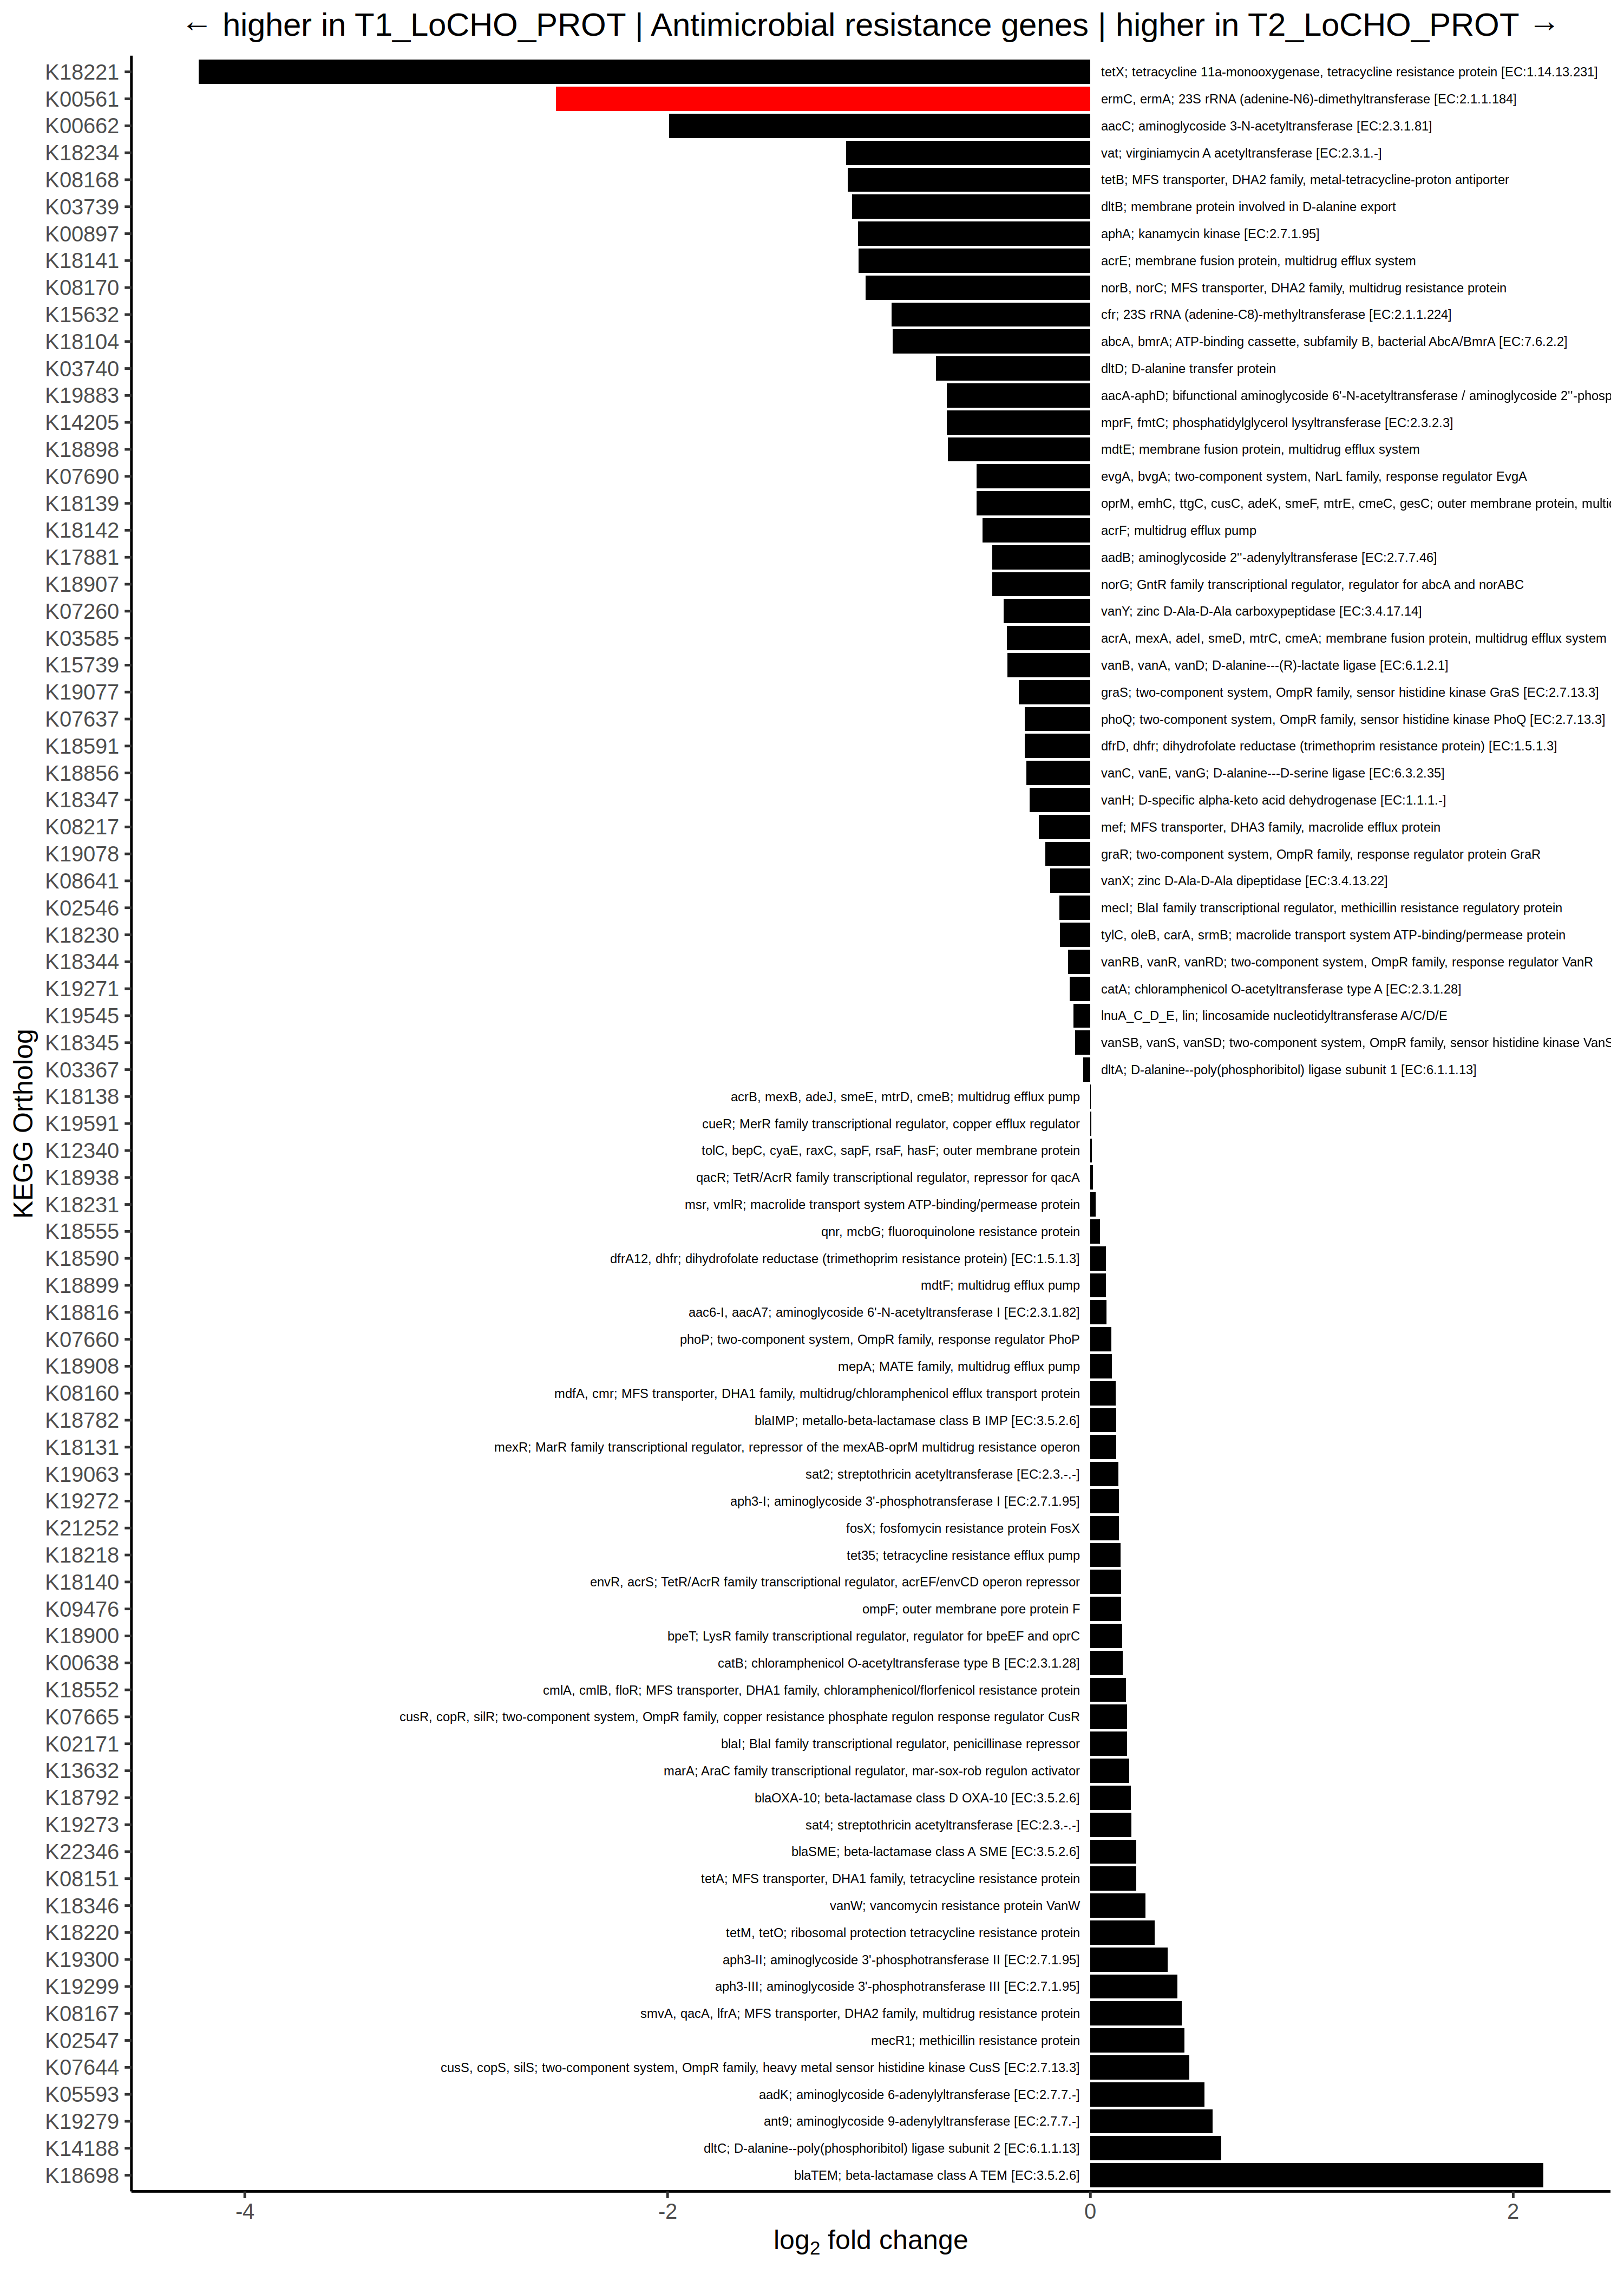 ← higher in T1_LoCHO_PROT | Antimicrobial resistance genes | higher in T2_LoCHO_PROT →
K18221 tetX; tetracycline 11a-monooxygenase, tetracycline resistance protein [EC:1.14.13.231]
K00561 ermC, ermA; 23S rRNA (adenine-N6)-dimethyltransferase [EC:2.1.1.184]
K00662 aacC; aminoglycoside 3-N-acetyltransferase [EC:2.3.1.81]
K18234 vat; virginiamycin A acetyltransferase [EC:2.3.1.-]
K08168 tetB; MFS transporter, DHA2 family, metal-tetracycline-proton antiporter
K03739 dltB; membrane protein involved in D-alanine export
K00897 aphA; kanamycin kinase [EC:2.7.1.95]
K18141 acrE; membrane fusion protein, multidrug efflux system
K08170 norB, norC; MFS transporter, DHA2 family, multidrug resistance protein
K15632 cfr; 23S rRNA (adenine-C8)-methyltransferase [EC:2.1.1.224]
K18104 abcA, bmrA; ATP-binding cassette, subfamily B, bacterial AbcA/BmrA [EC:7.6.2.2]
K03740 dltD; D-alanine transfer protein
K19883 aacA-aphD; bifunctional aminoglycoside 6'-N-acetyltransferase / aminoglycoside 2''-phosp
K14205 mprF, fmtC; phosphatidylglycerol lysyltransferase [EC:2.3.2.3]
K18898 mdtE; membrane fusion protein, multidrug efflux system
K07690 evgA, bvgA; two-component system, NarL family, response regulator EvgA
K18139 oprM, emhC, ttgC, cusC, adeK, smeF, mtrE, cmeC, gesC; outer membrane protein, multi
K18142 acrF; multidrug efflux pump
K17881 aadB; aminoglycoside 2''-adenylyltransferase [EC:2.7.7.46]
K18907 norG; GntR family transcriptional regulator, regulator for abcA and norABC
K07260 vanY; zinc D-Ala-D-Ala carboxypeptidase [EC:3.4.17.14]
K03585 acrA, mexA, adeI, smeD, mtrC, cmeA; membrane fusion protein, multidrug efflux system
K15739 vanB, vanA, vanD; D-alanine---(R)-lactate ligase [EC:6.1.2.1]
K19077 graS; two-component system, OmpR family, sensor histidine kinase GraS [EC:2.7.13.3]
K07637 phoQ; two-component system, OmpR family, sensor histidine kinase PhoQ [EC:2.7.13.3]
K18591 dfrD, dhfr; dihydrofolate reductase (trimethoprim resistance protein) [EC:1.5.1.3]
K18856 vanC, vanE, vanG; D-alanine---D-serine ligase [EC:6.3.2.35]
K18347 vanH; D-specific alpha-keto acid dehydrogenase [EC:1.1.1.-]
K08217 mef; MFS transporter, DHA3 family, macrolide efflux protein
K19078 graR; two-component system, OmpR family, response regulator protein GraR
K08641 vanX; zinc D-Ala-D-Ala dipeptidase [EC:3.4.13.22]
K02546 mecI; BlaI family transcriptional regulator, methicillin resistance regulatory protein
K18230 tylC, oleB, carA, srmB; macrolide transport system ATP-binding/permease protein
K18344 vanRB, vanR, vanRD; two-component system, OmpR family, response regulator VanR
K19271 catA; chloramphenicol O-acetyltransferase type A [EC:2.3.1.28]
K19545 lnuA_C_D_E, lin; lincosamide nucleotidyltransferase A/C/D/E
K18345 vanSB, vanS, vanSD; two-component system, OmpR family, sensor histidine kinase VanS
K03367 dltA; D-alanine--poly(phosphoribitol) ligase subunit 1 [EC:6.1.1.13]
K18138 acrB, mexB, adeJ, smeE, mtrD, cmeB; multidrug efflux pump
K19591 cueR; MerR family transcriptional regulator, copper efflux regulator
K12340 tolC, bepC, cyaE, raxC, sapF, rsaF, hasF; outer membrane protein
K18938 qacR; TetR/AcrR family transcriptional regulator, repressor for qacA
K18231 msr, vmlR; macrolide transport system ATP-binding/permease protein
K18555 qnr, mcbG; fluoroquinolone resistance protein
K18590 dfrA12, dhfr; dihydrofolate reductase (trimethoprim resistance protein) [EC:1.5.1.3]
K18899 mdtF; multidrug efflux pump
K18816 aac6-I, aacA7; aminoglycoside 6'-N-acetyltransferase I [EC:2.3.1.82]
K07660 phoP; two-component system, OmpR family, response regulator PhoP
K18908 mepA; MATE family, multidrug efflux pump
K08160 mdfA, cmr; MFS transporter, DHA1 family, multidrug/chloramphenicol efflux transport protein
K18782 blaIMP; metallo-beta-lactamase class B IMP [EC:3.5.2.6]
K18131 mexR; MarR family transcriptional regulator, repressor of the mexAB-oprM multidrug resistance operon
K19063 sat2; streptothricin acetyltransferase [EC:2.3.-.-]
K19272 aph3-I; aminoglycoside 3'-phosphotransferase I [EC:2.7.1.95]
K21252 fosX; fosfomycin resistance protein FosX
K18218 tet35; tetracycline resistance efflux pump
K18140 envR, acrS; TetR/AcrR family transcriptional regulator, acrEF/envCD operon repressor
K09476 ompF; outer membrane pore protein F
K18900 bpeT; LysR family transcriptional regulator, regulator for bpeEF and oprC
K00638 catB; chloramphenicol O-acetyltransferase type B [EC:2.3.1.28]
K18552 cmlA, cmlB, floR; MFS transporter, DHA1 family, chloramphenicol/florfenicol resistance protein
K07665 cusR, copR, silR; two-component system, OmpR family, copper resistance phosphate regulon response regulator CusR
K02171 blaI; BlaI family transcriptional regulator, penicillinase repressor
K13632 marA; AraC family transcriptional regulator, mar-sox-rob regulon activator
K18792 blaOXA-10; beta-lactamase class D OXA-10 [EC:3.5.2.6]
K19273 sat4; streptothricin acetyltransferase [EC:2.3.-.-]
K22346 blaSME; beta-lactamase class A SME [EC:3.5.2.6]
K08151 tetA; MFS transporter, DHA1 family, tetracycline resistance protein
K18346 vanW; vancomycin resistance protein VanW
K18220 tetM, tetO; ribosomal protection tetracycline resistance protein
K19300 aph3-II; aminoglycoside 3'-phosphotransferase II [EC:2.7.1.95]
K19299 aph3-III; aminoglycoside 3'-phosphotransferase III [EC:2.7.1.95]
K08167 smvA, qacA, lfrA; MFS transporter, DHA2 family, multidrug resistance protein
K02547 mecR1; methicillin resistance protein
K07644 cusS, copS, silS; two-component system, OmpR family, heavy metal sensor histidine kinase CusS [EC:2.7.13.3]
K05593 aadK; aminoglycoside 6-adenylyltransferase [EC:2.7.7.-]
K19279 ant9; aminoglycoside 9-adenylyltransferase [EC:2.7.7.-]
K14188 dltC; D-alanine--poly(phosphoribitol) ligase subunit 2 [EC:6.1.1.13]
K18698 blaTEM; beta-lactamase class A TEM [EC:3.5.2.6]
KEGG Ortholog
-4 -2 0 2
log2 fold change